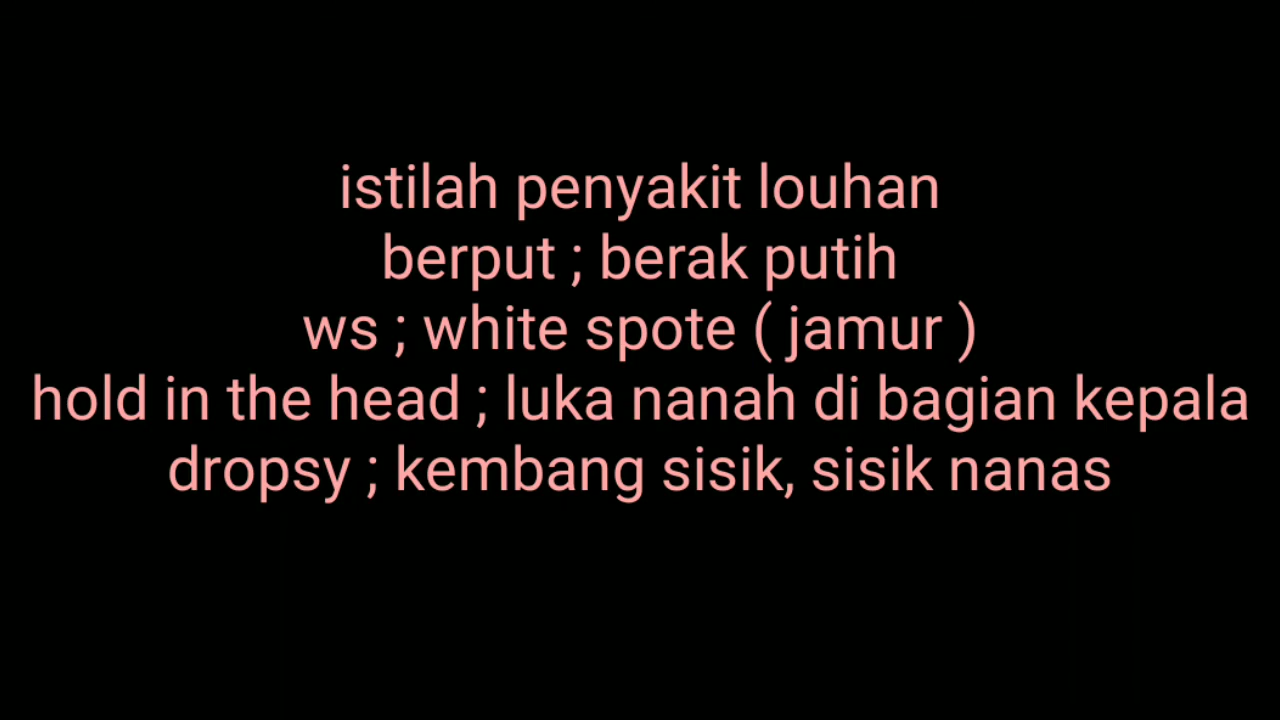 istilah penyakit louhan
berput ; berak putih
ws ; white spote ( jamur )
hold in the head ; luka nanah di bagian kepala
dropsy ; kembang sisik, sisik nanas